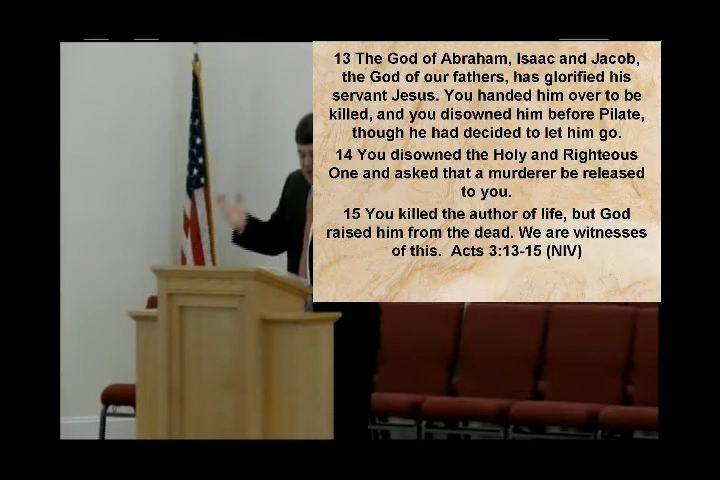 13 The God of Abraham, Isaac and Jacob,
the God of our fathers, has glorified his
servant Jesus. You handed him over to be
killed, and you disowned him before Pilate,
though he had decided to let him go.
14 You disowned the Holy and Righteous
One and asked that a murderer be released
to you.
15 You killed the author of life, but God
raised him from the dead. We are witnesses
of this.  Acts 3:13-15 (NIV)